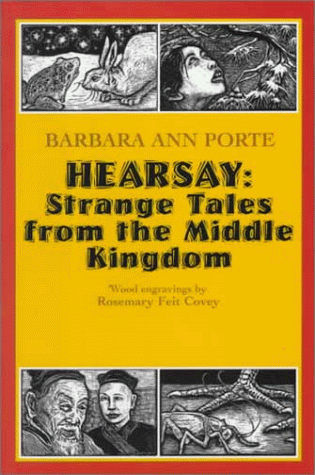 BARBARA ANN PORTE
HEARSAY:
Strange Tales
from the Middle
Kingdom
Wood engravings by
Rosemary Feit Covey